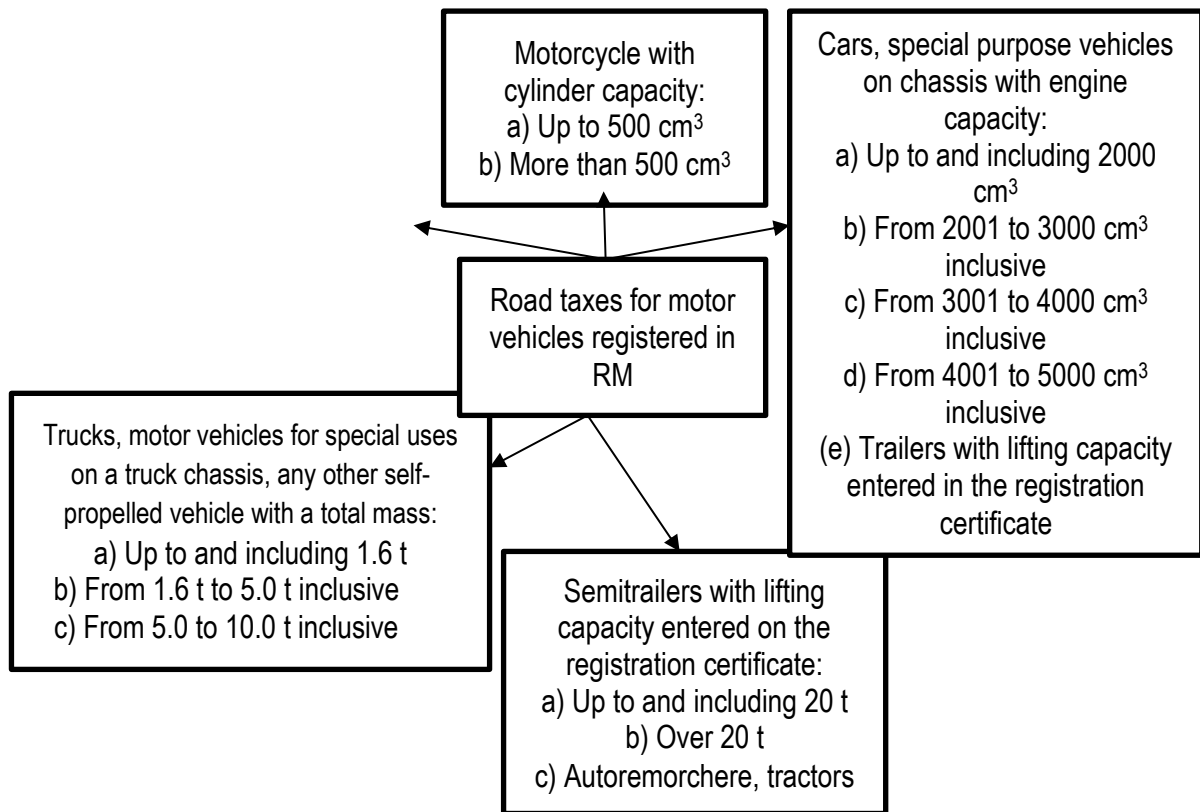 Motorcycle with
cylinder capacity:
a) Up to 500 cm³
b) More than 500 cm³
Cars, special purpose vehicles
on chassis with engine
capacity:
a) Up to and including 2000
cm³
b) From 2001 to 3000 cm³
inclusive
c) From 3001 to 4000 cm³
inclusive
d) From 4001 to 5000 cm³
inclusive
(e) Trailers with lifting capacity
entered in the registration
certificate
Road taxes for motor
vehicles registered in
RM
Trucks, motor vehicles for special uses
on a truck chassis, any other self-
propelled vehicle with a total mass:
a) Up to and including 1.6 t
b) From 1.6 t to 5.0 t inclusive
c) From 5.0 to 10.0 t inclusive
Semitrailers with lifting
capacity entered on the
registration certificate:
a) Up to and including 20 t
b) Over 20 t
c) Autoremorchere, tractors